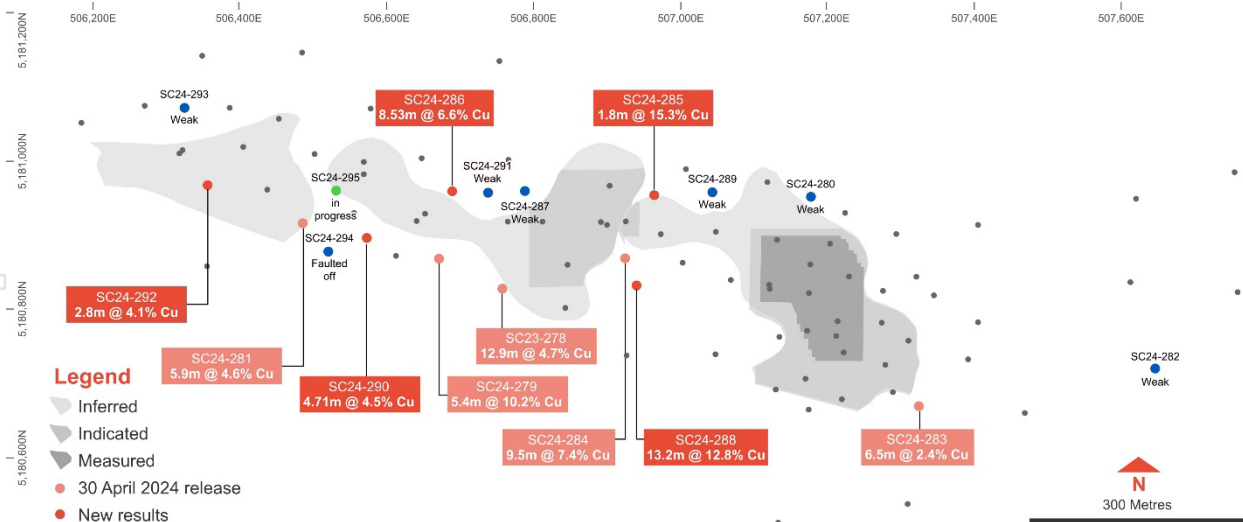 506,200E
506,400E
506,600E
506,800E
507,000E
507,200E
507,400E
507,600E
5,181,200N
5,181,000N
5,180,800N
5,180,600N
SC24-293
Weak
SC24-286
8.53m @ 6.6% Cu
SC24-285
1.8m @ 15.3% Cu
SC24-295
in
progress
SC24-291
Weak
SC24-287
Weak
SC24-289
Weak
SC24-280
Weak
SC24-294
Faulted
off
SC24-292
2.8m @ 4.1% Cu
SC24-281
5.9m @ 4.6% Cu
SC23-278
12.9m @ 4.7% Cu
SC24-290
4.71m @ 4.5% Cu
SC24-279
5.4m @ 10.2% Cu
SC24-282
Weak
SC24-284
9.5m @ 7.4% Cu
SC24-288
13.2m @ 12.8% Cu
SC24-283
6.5m @ 2.4% Cu
Legend
Inferred
Indicated
Measured
30 April 2024 release
New results
N
300 Metres